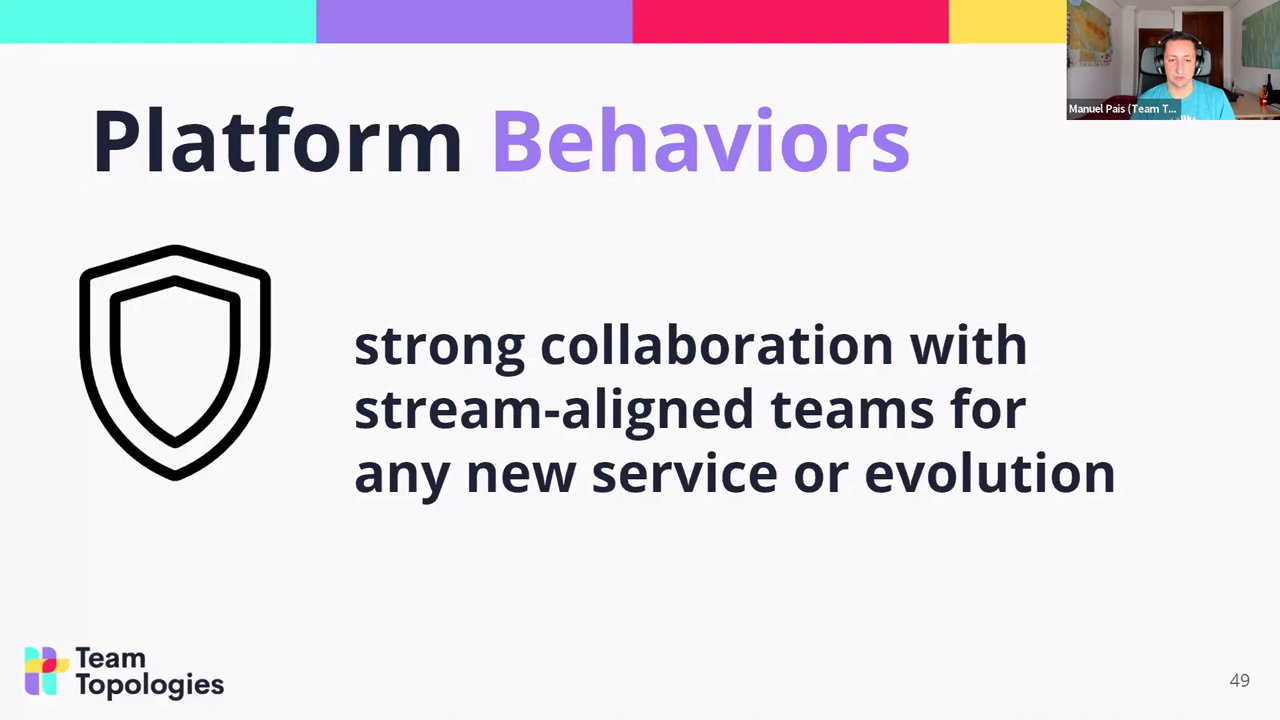 Manuel Pais (Team T...
Platform Behaviors
strong collaboration with
stream-aligned teams for
any new service or evolution
Team
Topologies
49